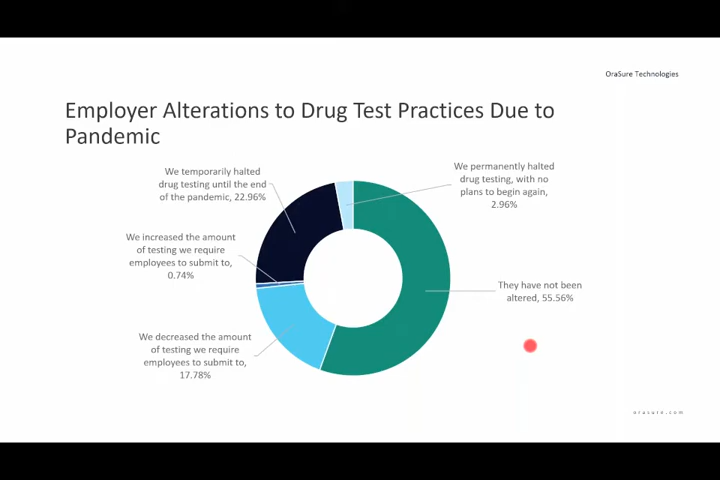 OraSure Technologies
Employer Alterations to Drug Test Practices Due to
Pandemic
We temporarily halted
drug testing until the end
of the pandemic, 22.96%
We permanently halted
drug testing, with no
plans to begin again,
2.96%
We increased the amount
of testing we require
employees to submit to,
0.74%
They have not been
altered, 55.56%
We decreased the amount
of testing we require
employees to submit to,
17.78%
orasure.com